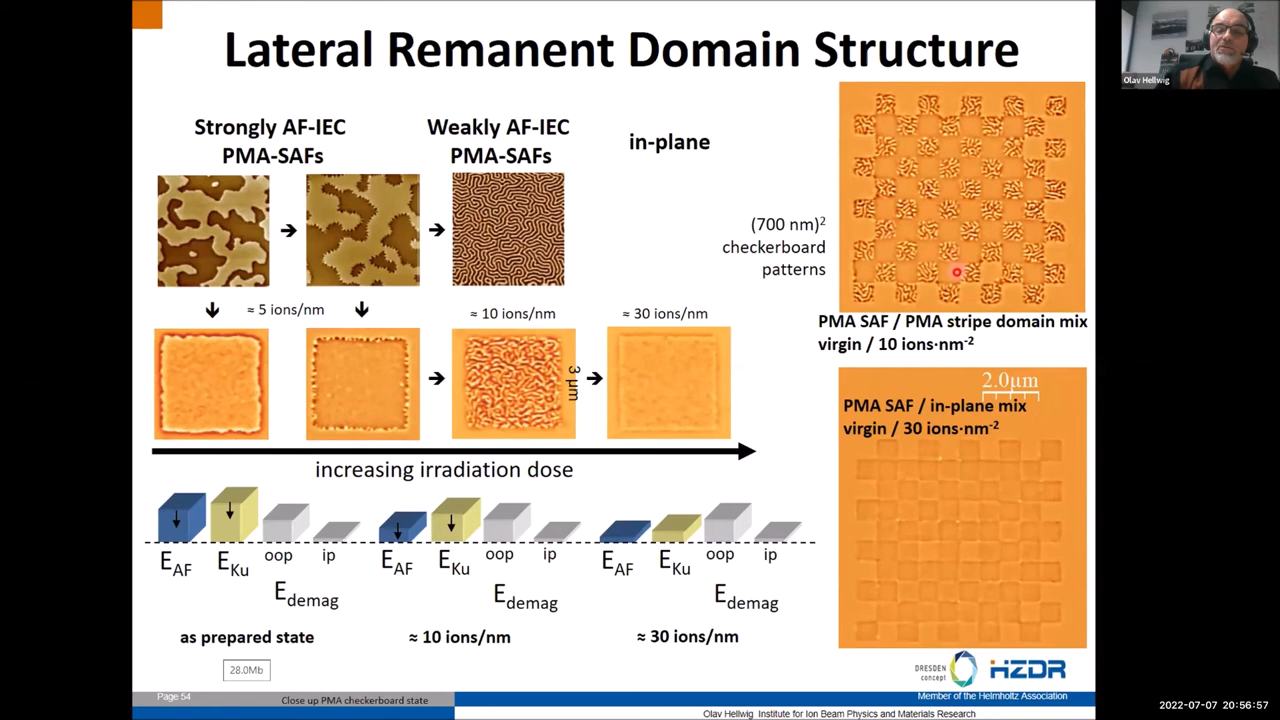 Lateral Remanent Domain Structure
Olav Hellwig
Strongly AF-IEC
PMA-SAFs
Weakly AF-IEC
PMA-SAFs
in-plane
(700 nm)²
checkerboard
patterns
≈ 5 ions/nm
≈ 10 ions/nm
≈ 30 ions/nm
3 µm
PMA SAF / PMA stripe domain mix
virgin / 10 ions·nm⁻²
2.0µm
PMA SAF / in-plane mix
virgin / 30 ions·nm⁻²
increasing irradiation dose
E_AF E_Ku oop ip E_AF E_Ku oop ip E_AF E_Ku oop ip
E_demag E_demag E_demag
as prepared state ≈ 10 ions/nm ≈ 30 ions/nm
28.0Mb
DRESDEN
concept
HZDR
Page 54
Close up PMA checkerboard state
Member of the Helmholtz Association
Olav Hellwig Institute for Ion Beam Physics and Materials Research
2022-07-07 20:56:57